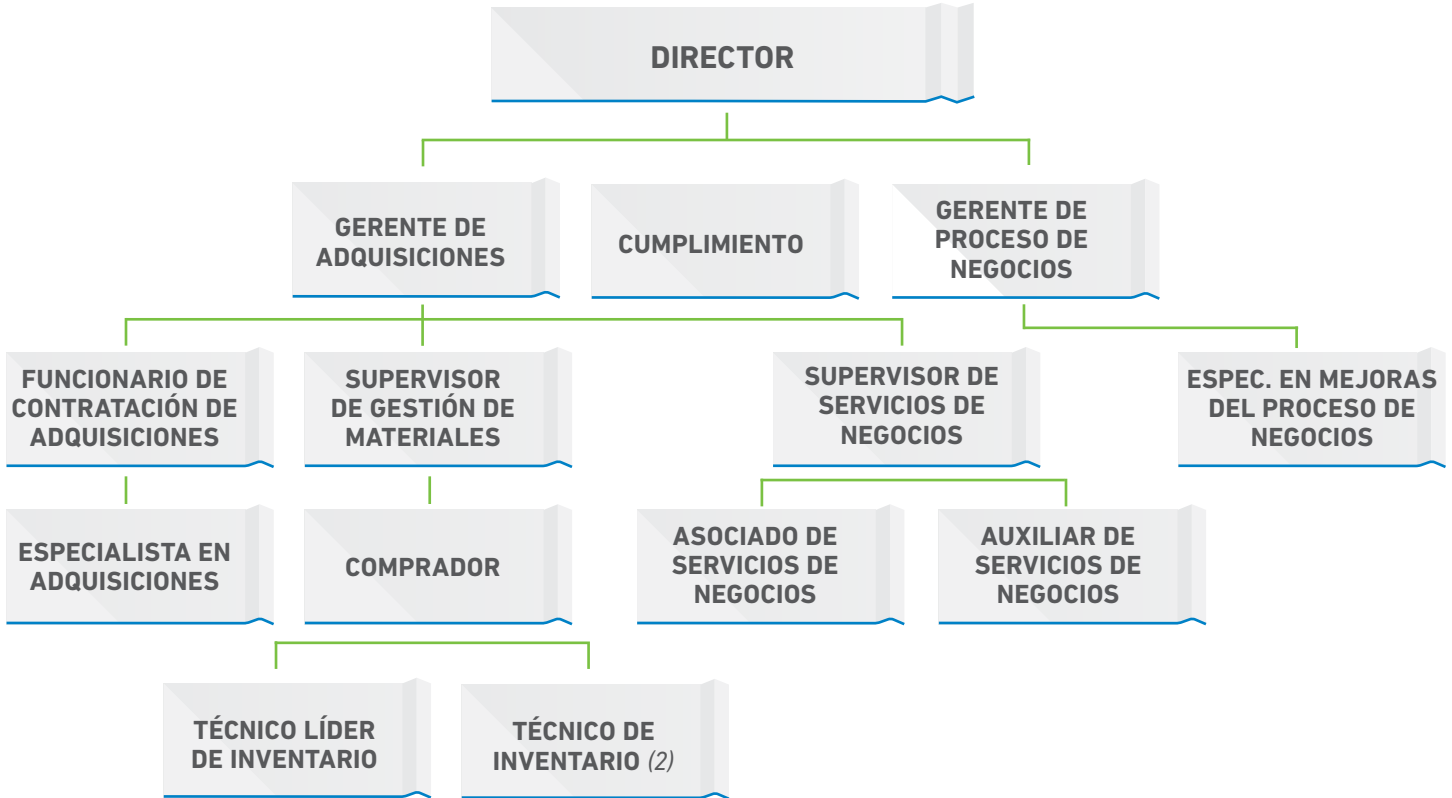 DIRECTOR
GERENTE DE
ADQUISICIONES
CUMPLIMIENTO
GERENTE DE
PROCESO DE
NEGOCIOS
FUNCIONARIO DE
CONTRATACIÓN DE
ADQUISICIONES
SUPERVISOR
DE GESTIÓN DE
MATERIALES
SUPERVISOR DE
SERVICIOS DE
NEGOCIOS
ESPEC. EN MEJORAS
DEL PROCESO DE
NEGOCIOS
ESPECIALISTA EN
ADQUISICIONES
COMPRADOR
ASOCIADO DE
SERVICIOS DE
NEGOCIOS
AUXILIAR DE
SERVICIOS DE
NEGOCIOS
TÉCNICO LÍDER
DE INVENTARIO
TÉCNICO DE
INVENTARIO (2)